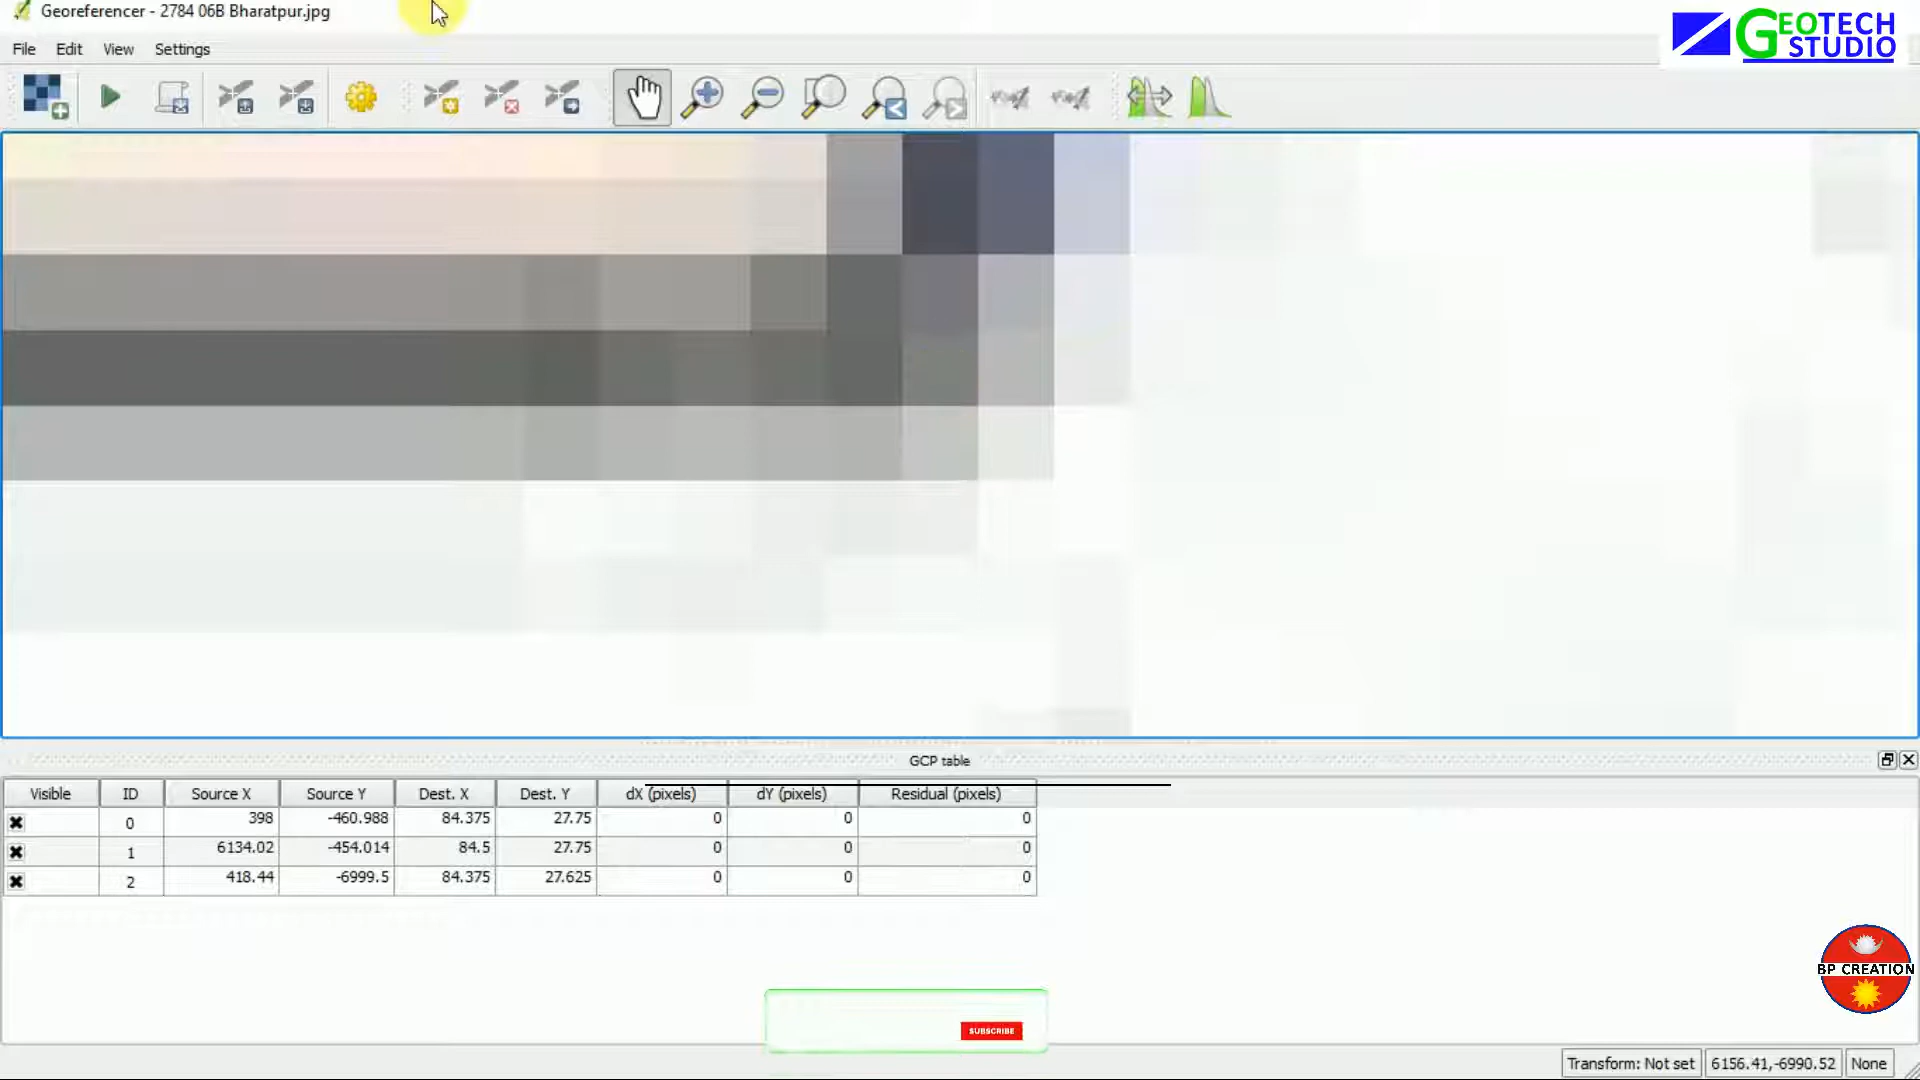 Georeferencer - 2784 06B Bharatpur.jpg
GEOTECH
STUDIO
File Edit View Settings
GCP table
Visible ID Source X Source Y Dest. X Dest. Y dX (pixels) dY (pixels) Residual (pixels)
0 398 -460.988 84.375 27.75 0 0 0
1 6134.02 -454.014 84.5 27.75 0 0 0
2 418.44 -6999.5 84.375 27.625 0 0 0
BP CREATION
SUBSCRIBE
Transform: Not set 6156.41,-6990.52 None